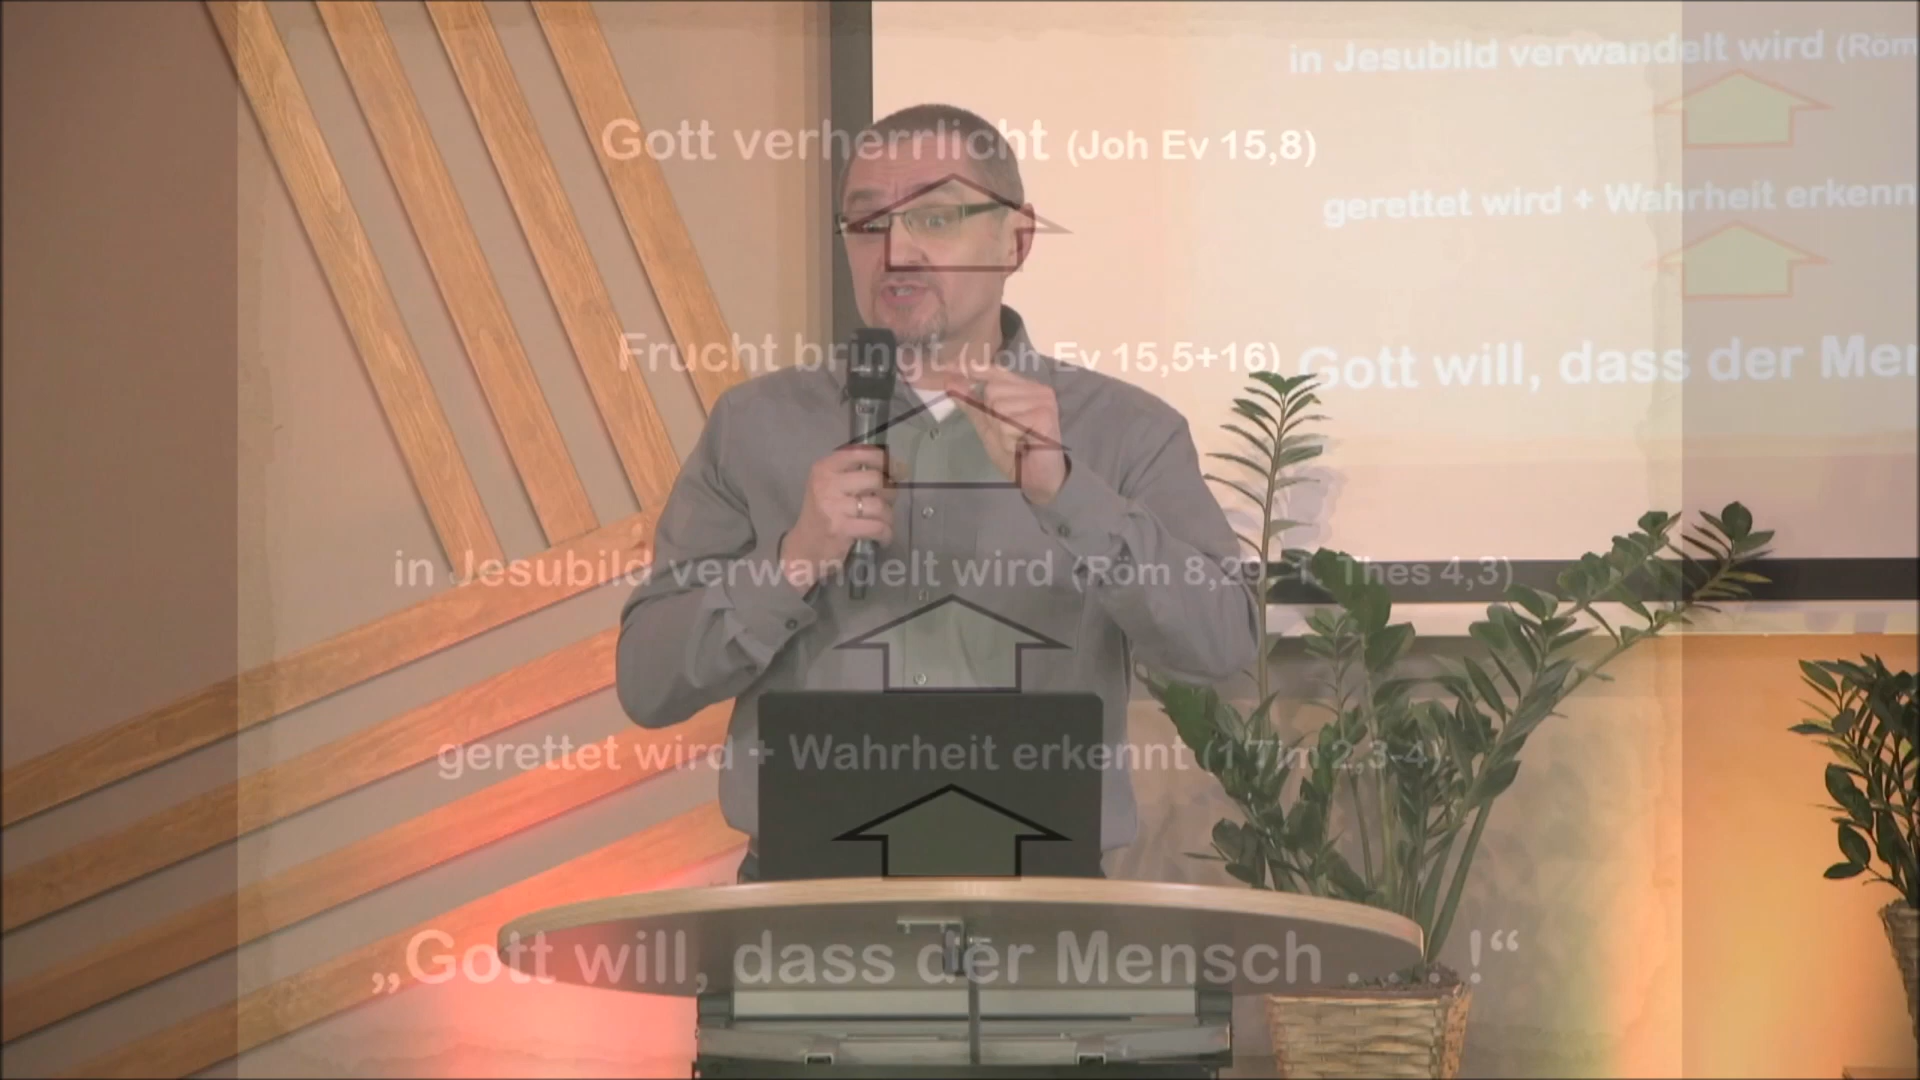 Gott verherrlicht (Joh Ev 15,8)
Frucht bringt (Joh Ev 15,5+16)
in Jesubild verwandelt wird (Röm 8,29 1. Thes 4,3)
gerettet wird + Wahrheit erkennt (1 Tim 2,3-4)
„Gott will, dass der Mensch . . . . !“
in Jesubild verwandelt wird (Röm
gerettet wird + Wahrheit erkenn
Gott will, dass der Men